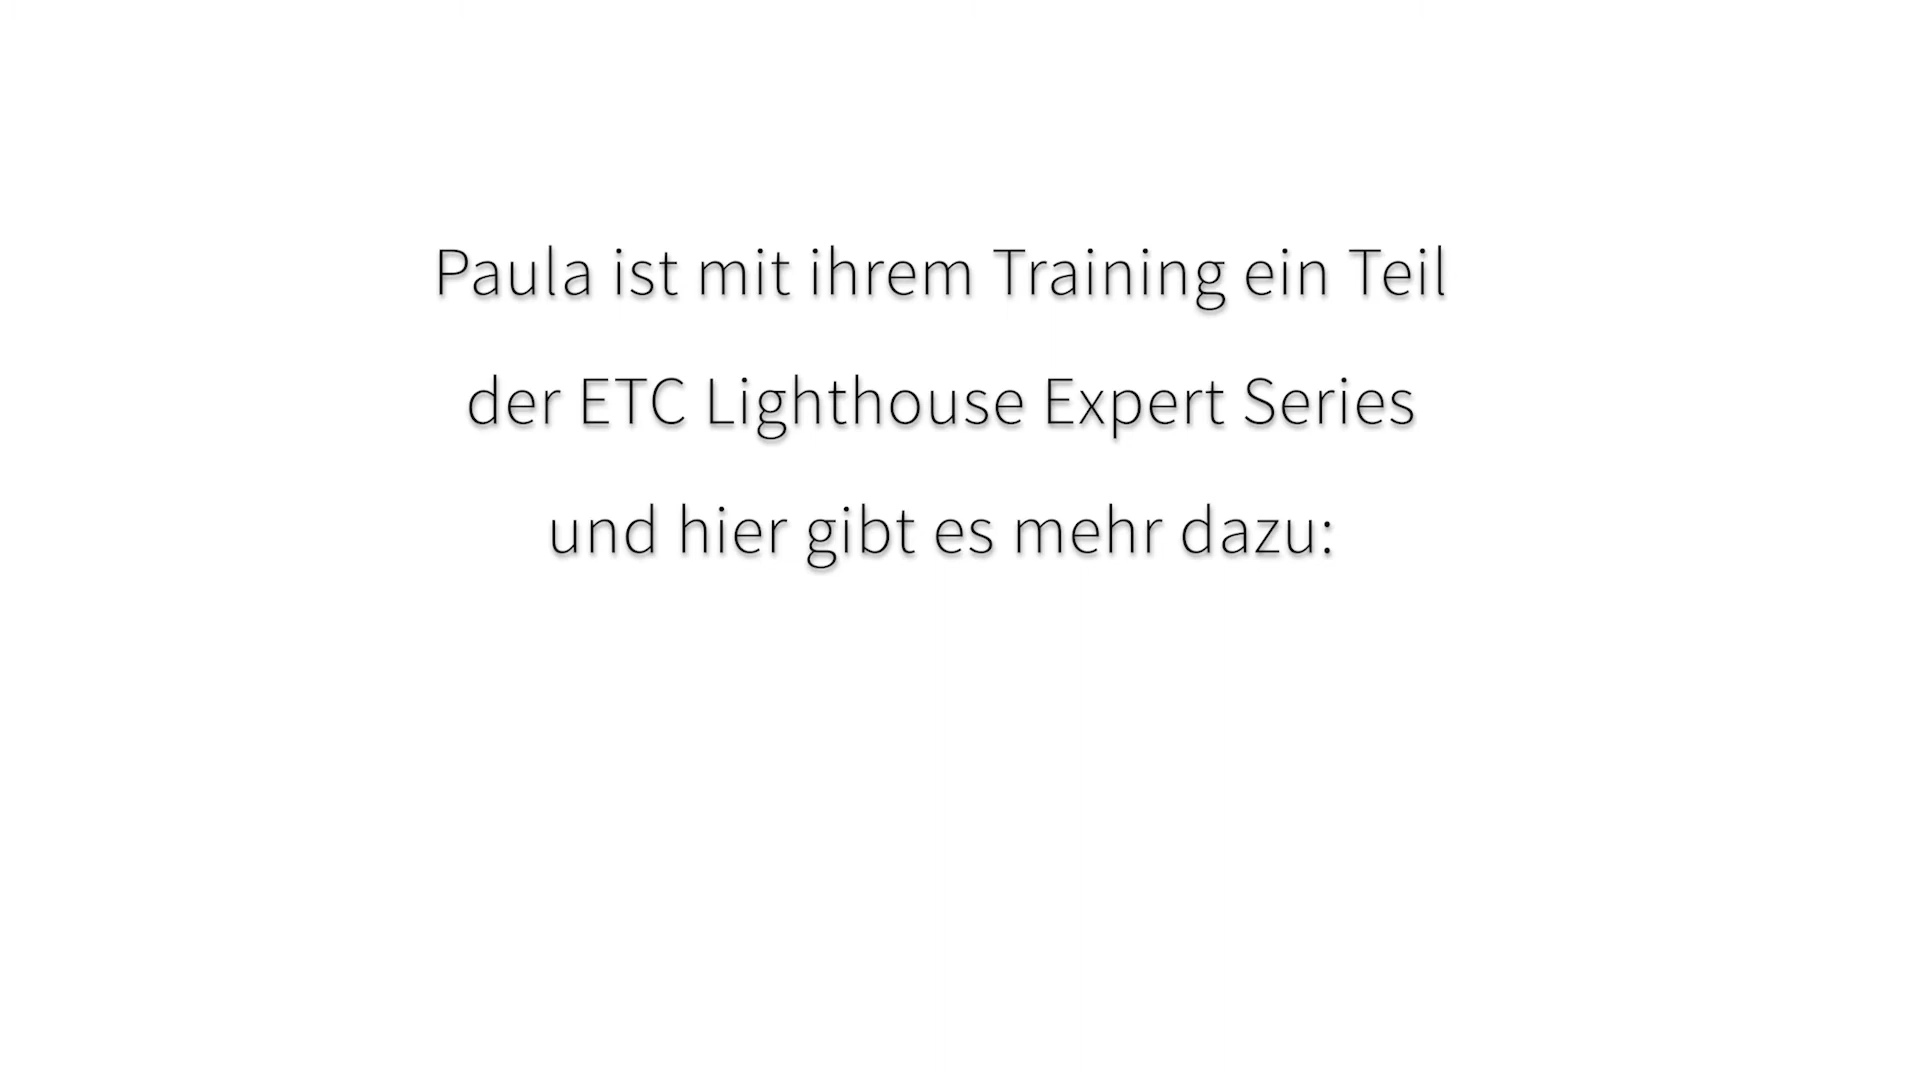 Paula ist mit ihrem Training ein Teil
der ETC Lighthouse Expert Series
und hier gibt es mehr dazu: